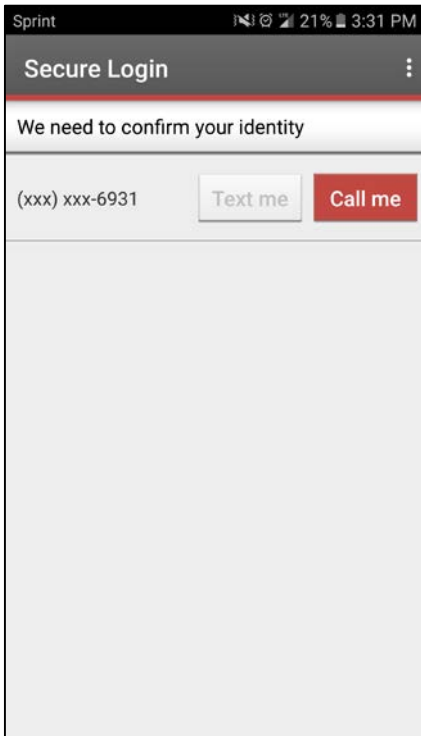 Sprint 21% 3:31 PM
Secure Login
We need to confirm your identity
(xxx) xxx-6931 Text me Call me